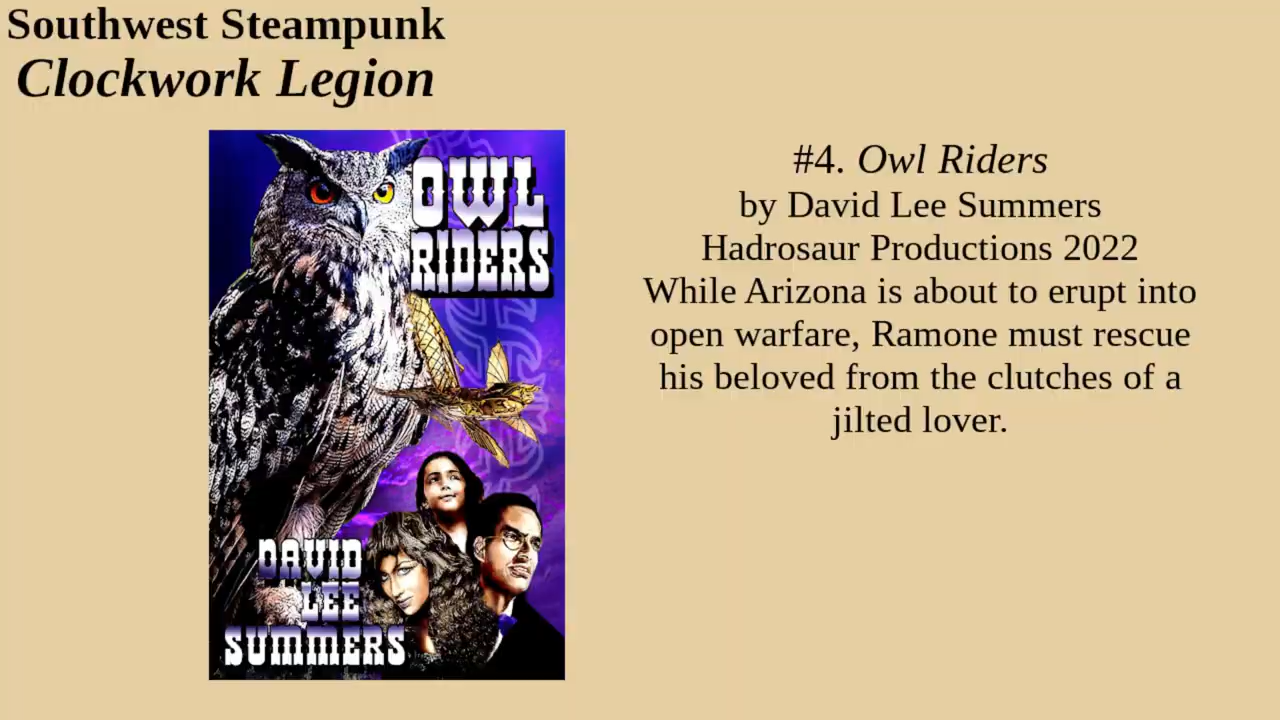 Southwest Steampunk
Clockwork Legion
OWL
RIDERS
DAVID
LEE
SUMMERS
#4. Owl Riders
by David Lee Summers
Hadrosaur Productions 2022
While Arizona is about to erupt into
open warfare, Ramone must rescue
his beloved from the clutches of a
jilted lover.